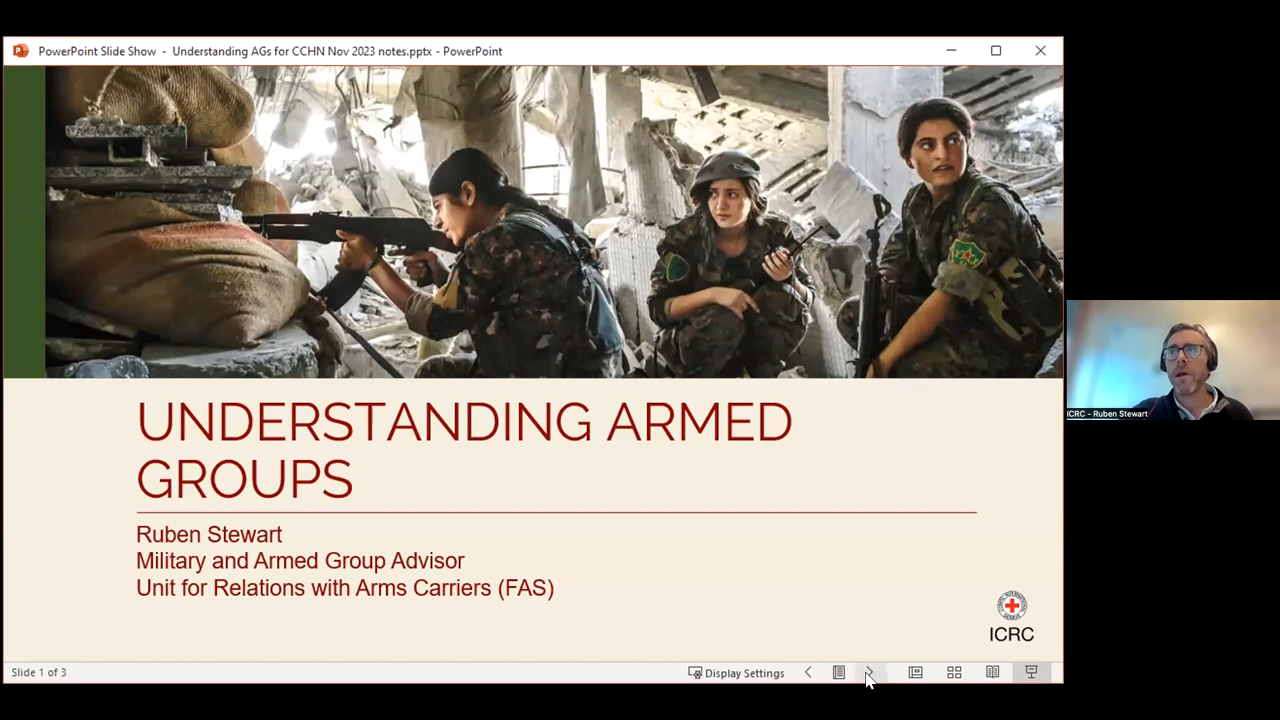 PowerPoint Slide Show - Understanding AGs for CCHN Nov 2023 notes.pptx - PowerPoint
UNDERSTANDING ARMED
GROUPS
Ruben Stewart
Military and Armed Group Advisor
Unit for Relations with Arms Carriers (FAS)
ICRC
ICRC - Ruben Stewart
Slide 1 of 3
Display Settings